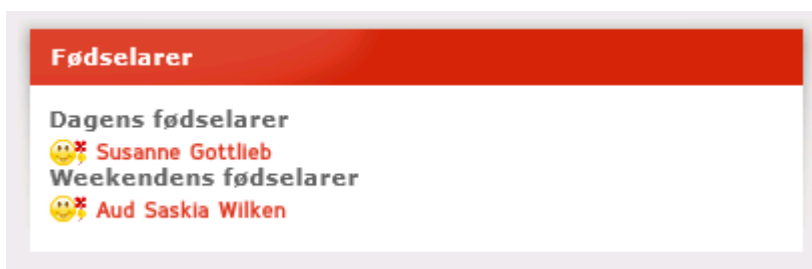 Fødselarer
Dagens fødselarer
Susanne Gottlieb
Weekendens fødselarer
Aud Saskia Wilken